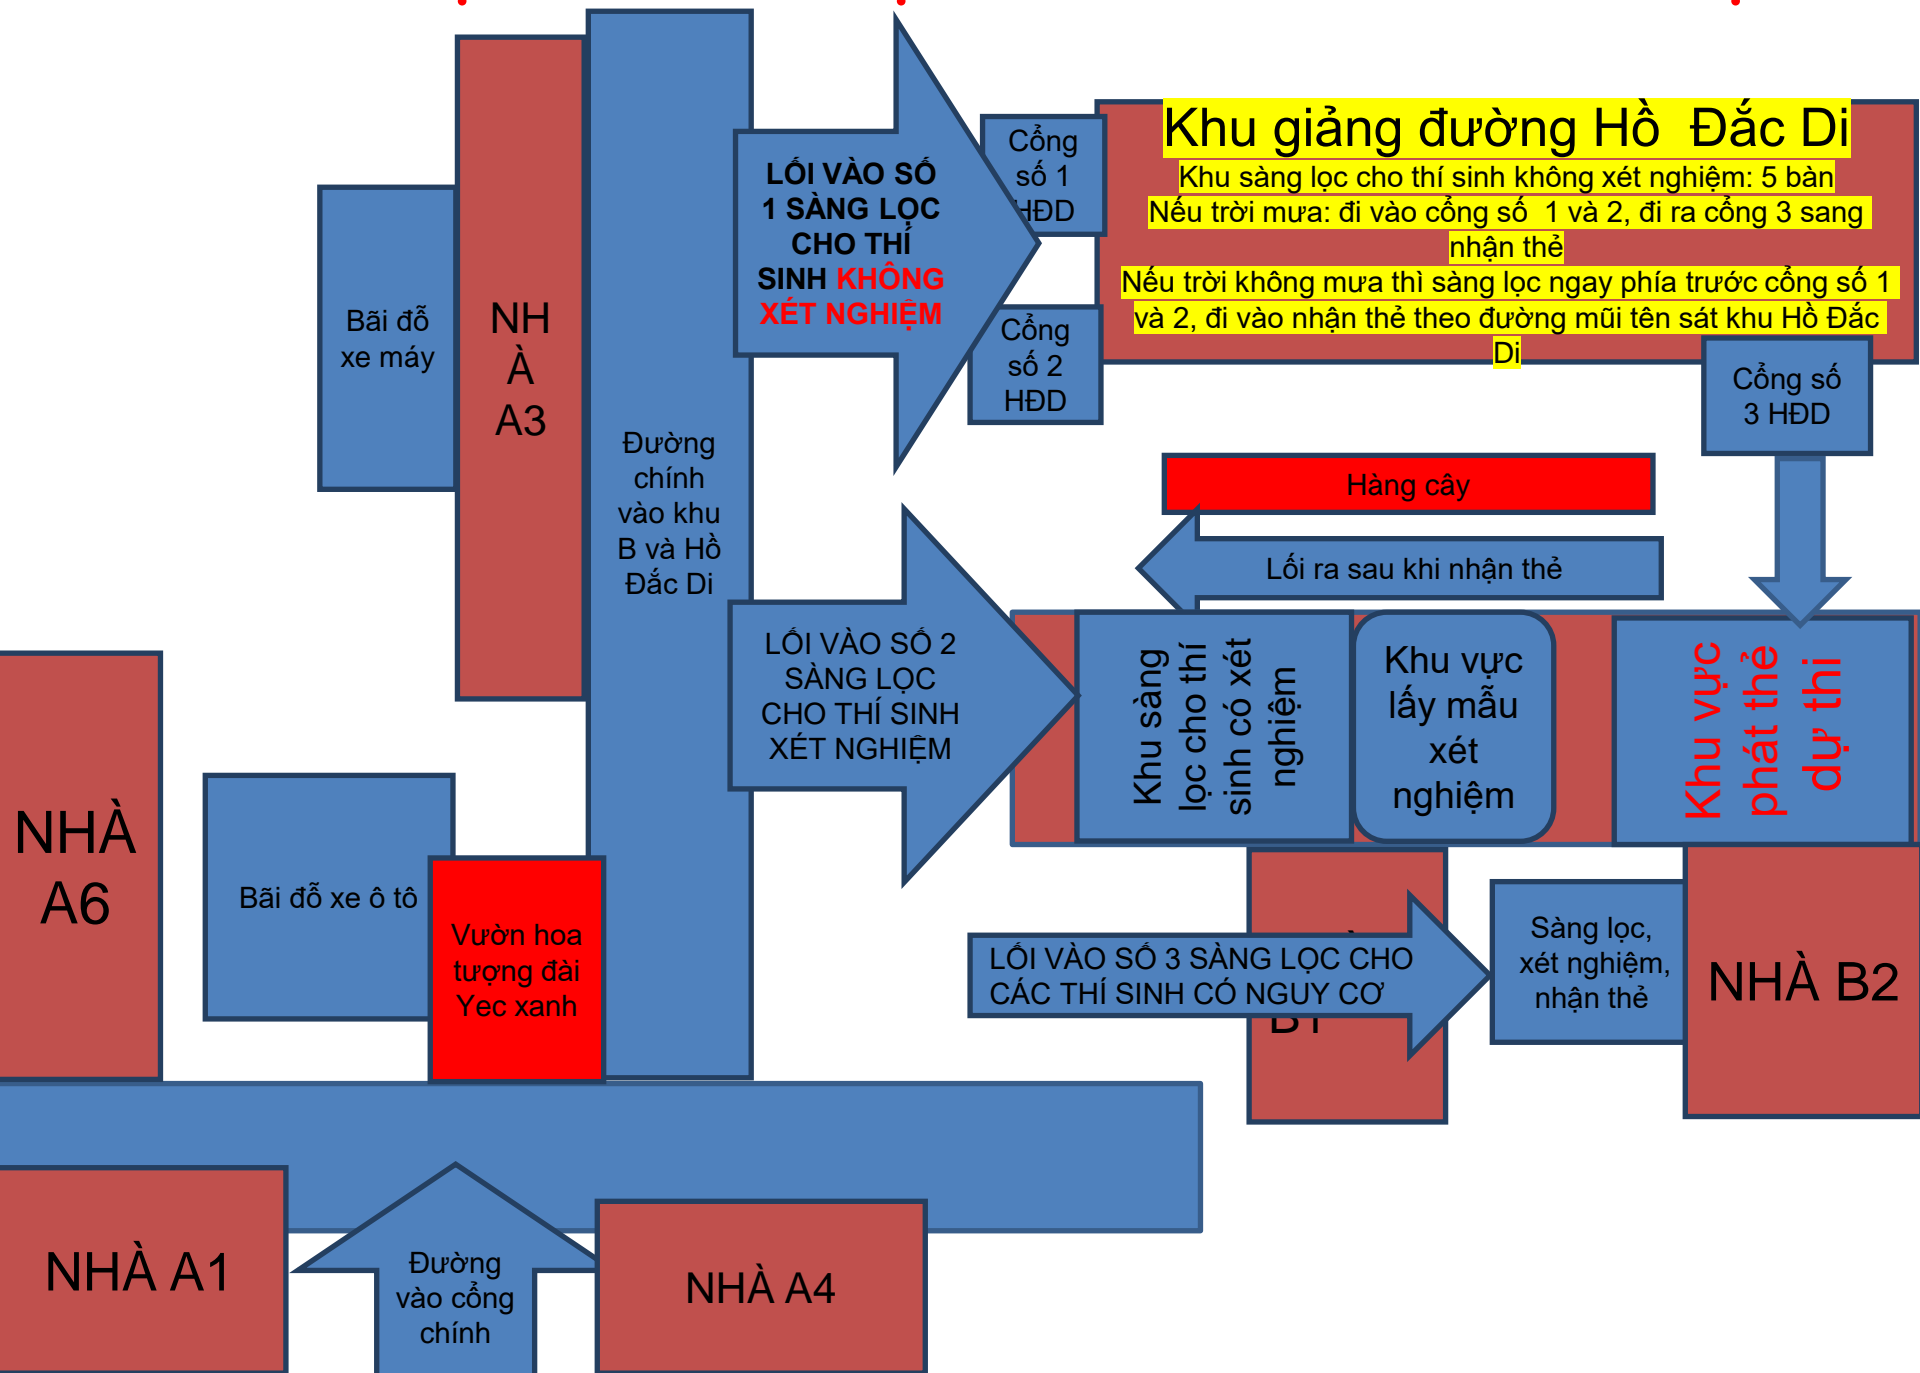 Khu giảng đường Hồ Đắc Di
Khu sàng lọc cho thí sinh không xét nghiệm: 5 bàn
Nếu trời mưa: đi vào cổng số 1 và 2, đi ra cổng 3 sang
nhận thẻ
Nếu trời không mưa thì sàng lọc ngay phía trước cổng số 1
và 2, đi vào nhận thẻ theo đường mũi tên sát khu Hồ Đắc
Di
Cổng
số 1
HĐD
LỐI VÀO SỐ
1 SÀNG LỌC
CHO THÍ
SINH KHÔNG
XÉT NGHIỆM
Bãi đỗ
xe máy
NH
À
A3
Cổng
số 2
HĐD
Cổng số
3 HĐD
Đường
chính
vào khu
B và Hồ
Đắc Di
Hàng cây
Lối ra sau khi nhận thẻ
LỐI VÀO SỐ 2
SÀNG LỌC
CHO THÍ SINH
XÉT NGHIỆM
Khu sàng
lọc cho thí
sinh có xét
nghiệm
Khu vực
lấy mẫu
xét
nghiệm
Khu vực
phát thẻ
dự thi
NHÀ
A6
Bãi đỗ xe ô tô
Vườn hoa
tượng đài
Yec xanh
LỐI VÀO SỐ 3 SÀNG LỌC CHO
CÁC THÍ SINH CÓ NGUY CƠ
B1
Sàng lọc,
xét nghiệm,
nhận thẻ
NHÀ B2
NHÀ A1
Đường
vào cổng
chính
NHÀ A4